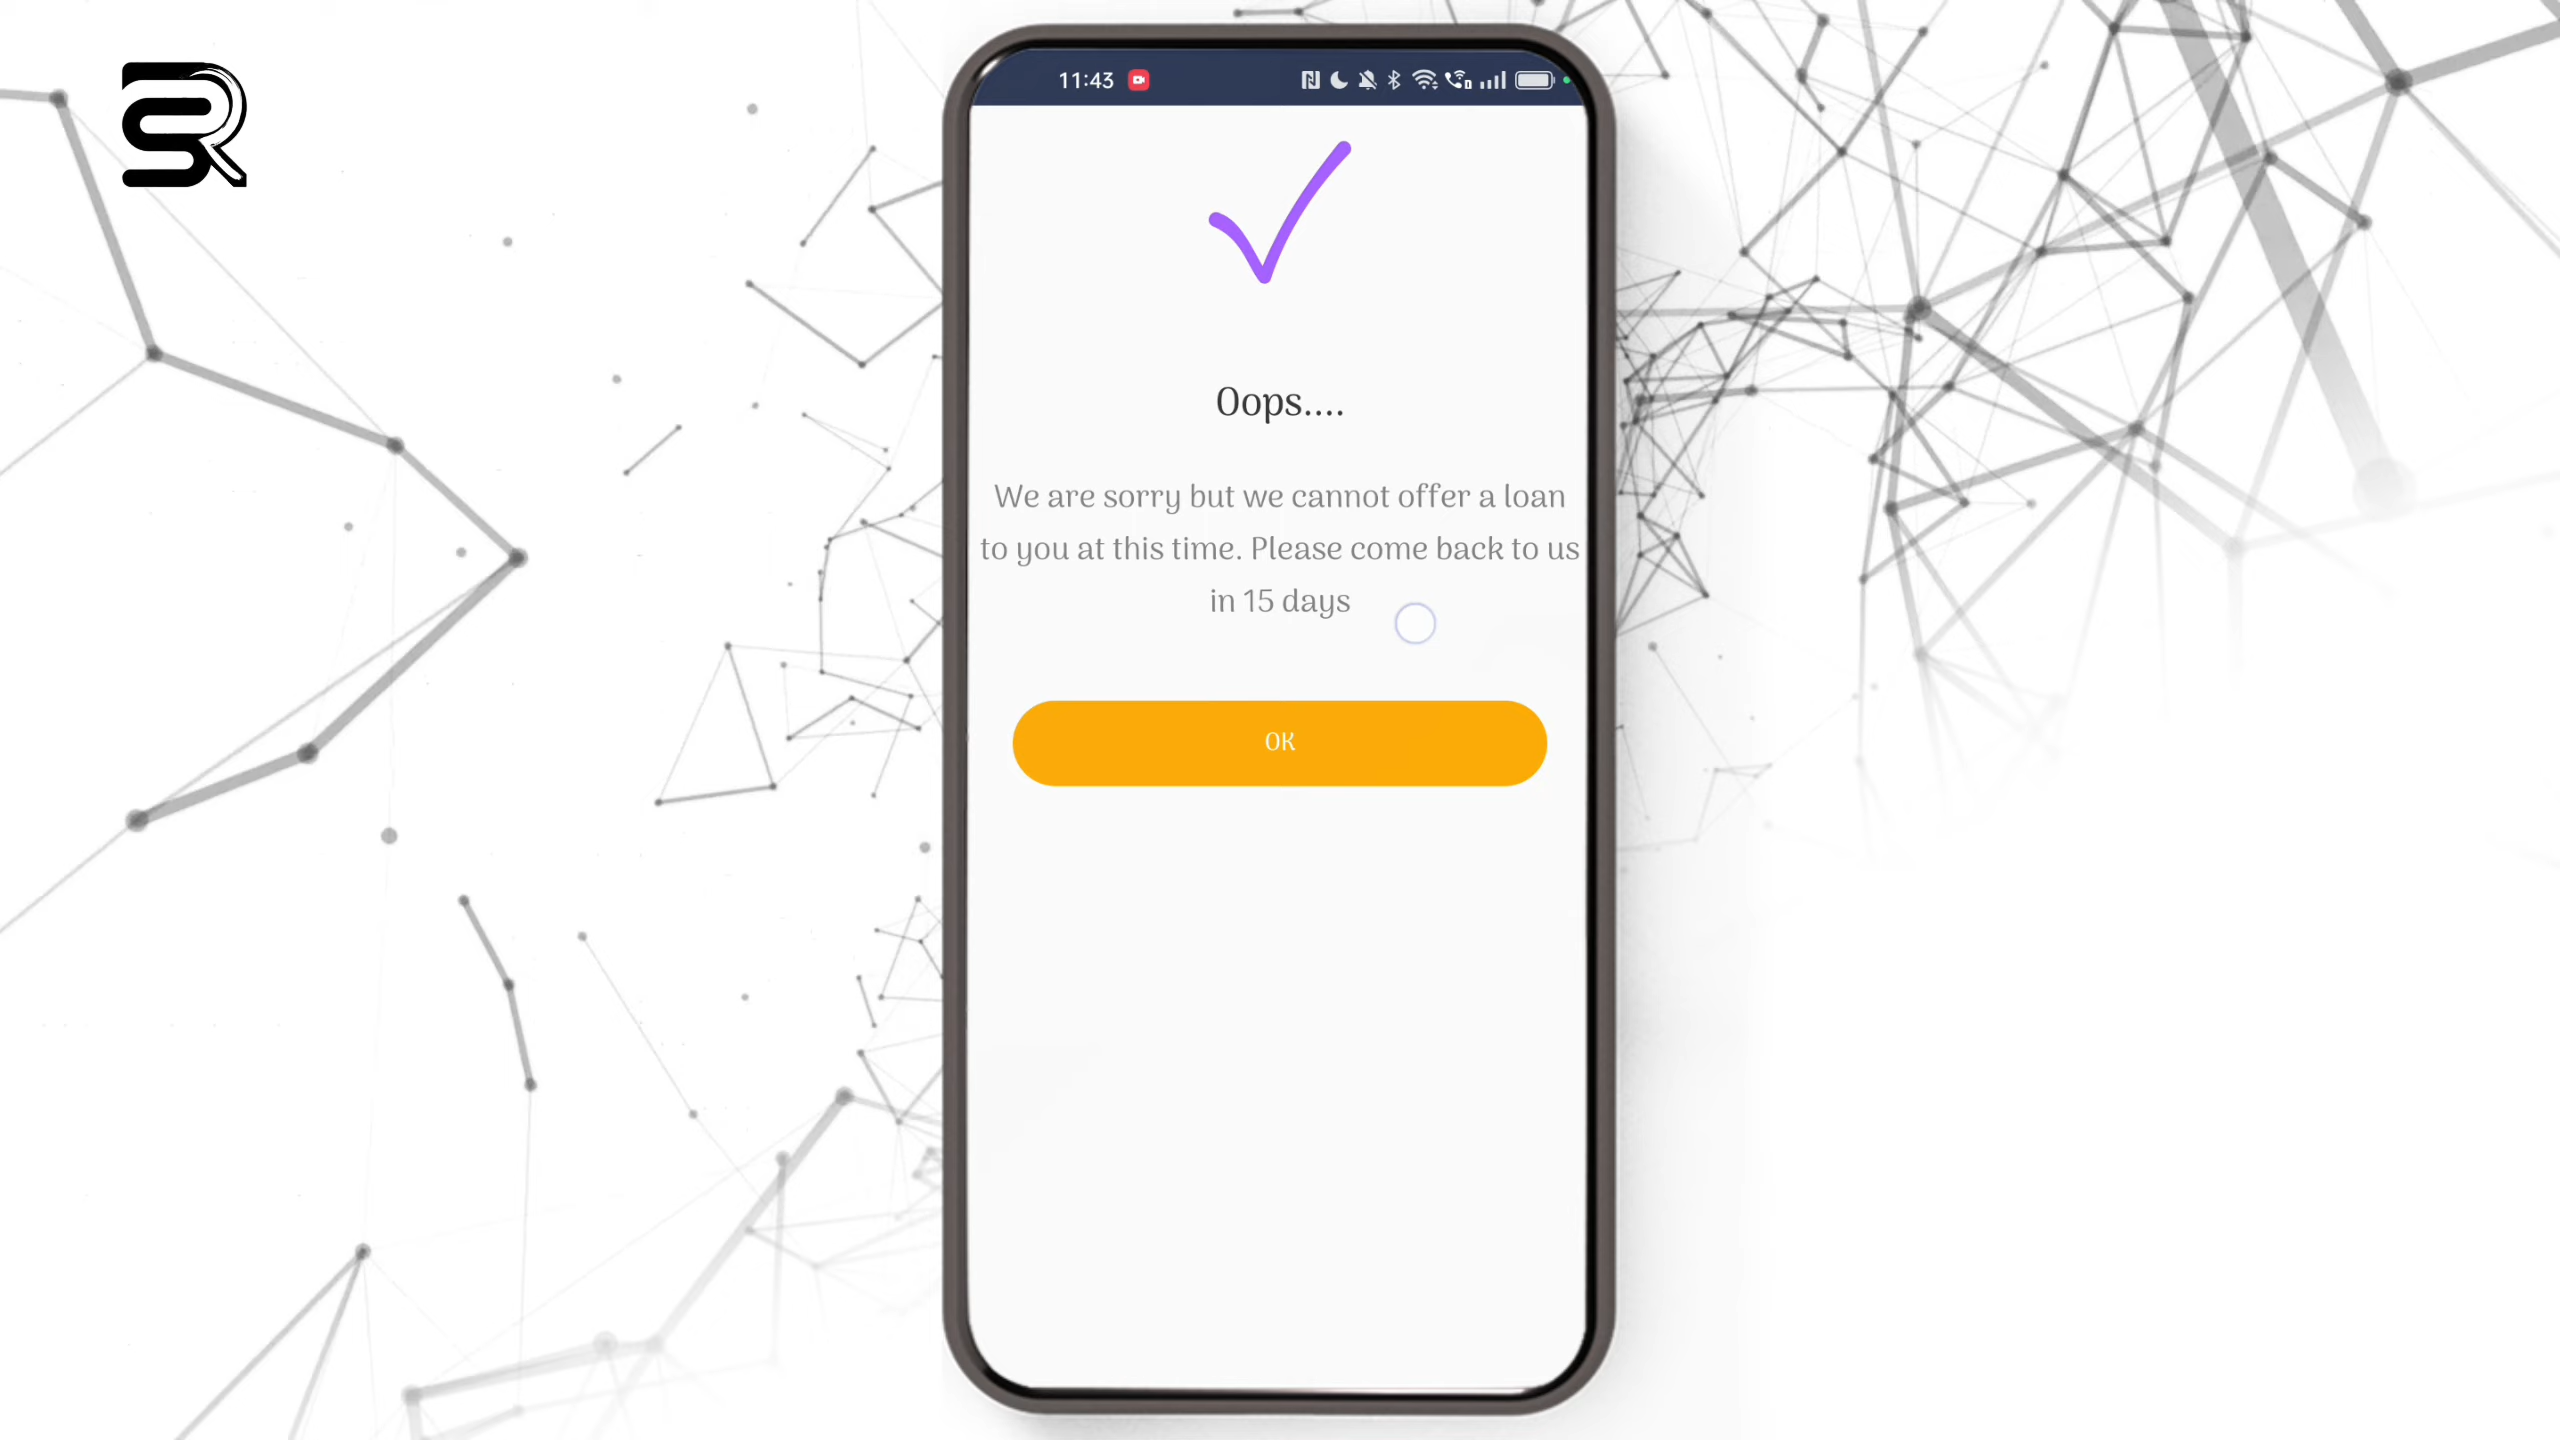 11:43
Oops....
We are sorry but we cannot offer a loan
to you at this time. Please come back to us
in 15 days
OK